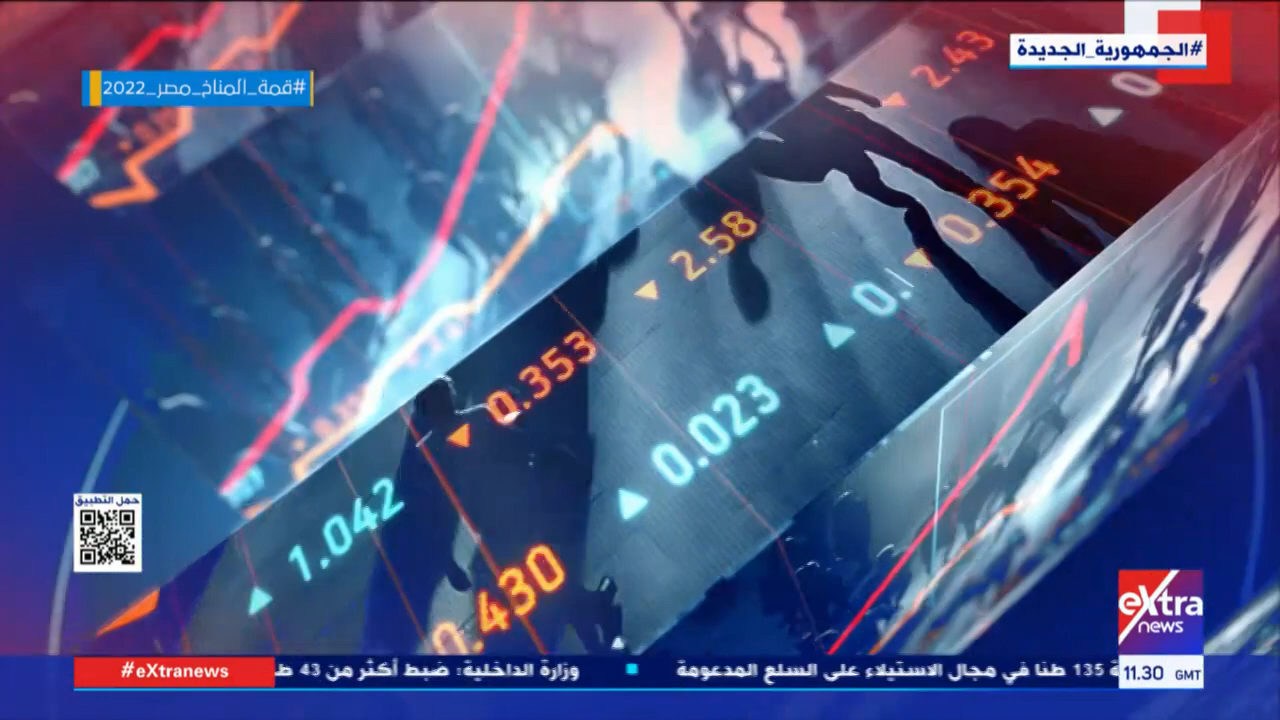 #الجمهورية_الجديدة
#قمة_المناخ_مصر_2022
2.43
0
0.354
2.58
0.
0.353
0.023
1.042
0.430
حمل التطبيق
eXtra
news
#eXtranews
135 طنا في مجال الاستيلاء على السلع المدعومة
وزارة الداخلية: ضبط أكثر من 43 ط
11.30 GMT